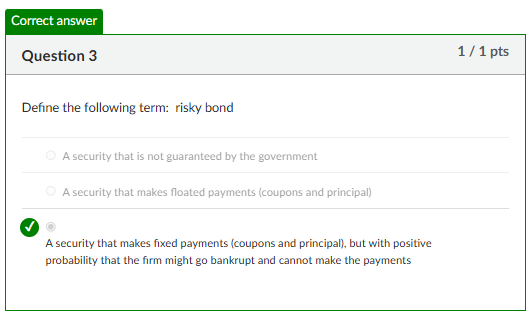 Correct answer
Question 3
1 / 1 pts
Define the following term: risky bond
A security that is not guaranteed by the government
A security that makes floated payments (coupons and principal)
A security that makes fixed payments (coupons and principal), but with positive
probability that the firm might go bankrupt and cannot make the payments